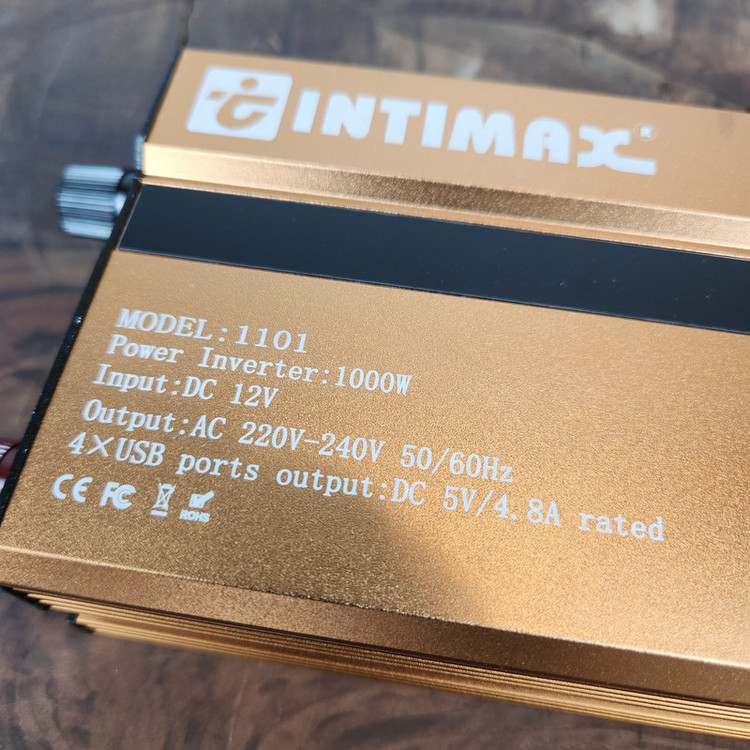 INTIMAX®
MODEL:1101
Power Inverter:1000W
Input:DC 12V
Output:AC 220V-240V 50/60Hz
4×USB ports output:DC 5V/4.8A rated
CE FC ROHS